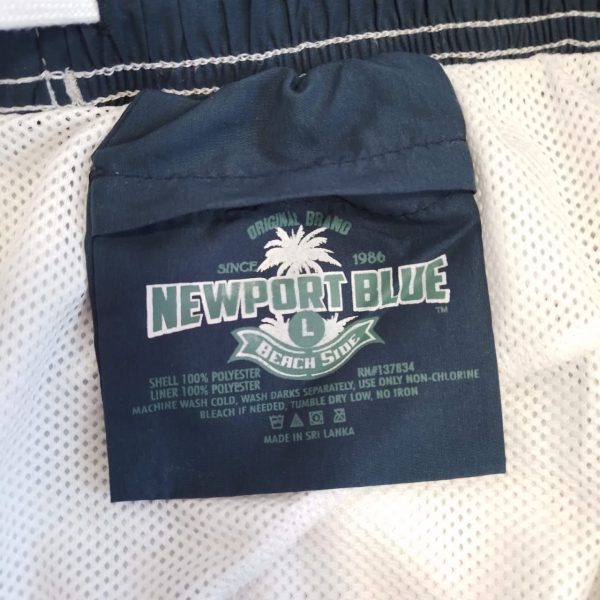 ORIGINAL BRAND
SINCE 1986
NEWPORT BLUE
TM
L
BEACH SIDE
SHELL 100% POLYESTER RN#137834
LINER 100% POLYESTER
MACHINE WASH COLD, WASH DARKS SEPARATELY, USE ONLY NON-CHLORINE
BLEACH IF NEEDED, TUMBLE DRY LOW, NO IRON
MADE IN SRI LANKA